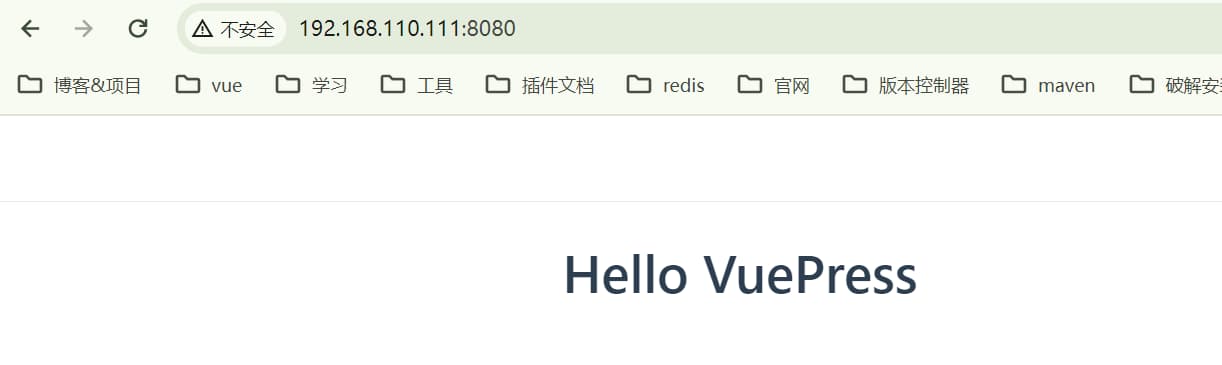 不安全 192.168.110.111:8080
博客&项目 vue 学习 工具 插件文档 redis 官网 版本控制器 maven 破解安
Hello VuePress